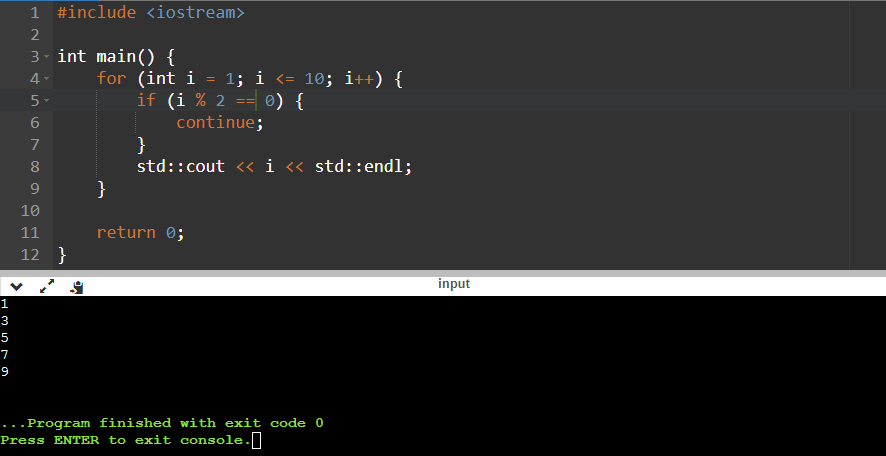 1 #include <iostream>
2
3 int main() {
4     for (int i = 1; i <= 10; i++) {
5         if (i % 2 == 0) {
6             continue;
7         }
8         std::cout << i << std::endl;
9     }
10
11     return 0;
12 }
input
1
3
5
7
9
...Program finished with exit code 0
Press ENTER to exit console.